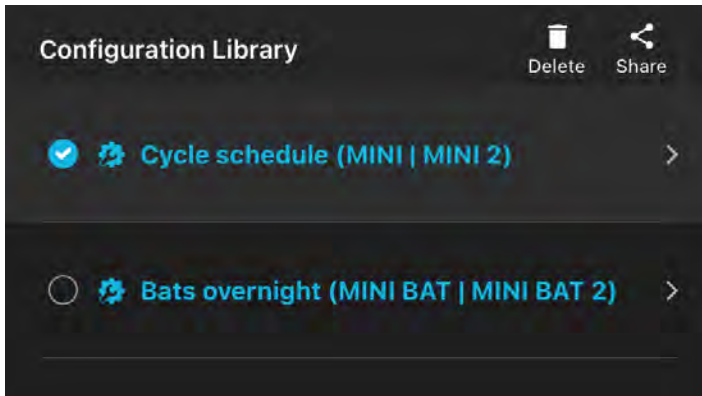 Configuration Library
Delete
Share
Cycle schedule (MINI | MINI 2)
Bats overnight (MINI BAT | MINI BAT 2)